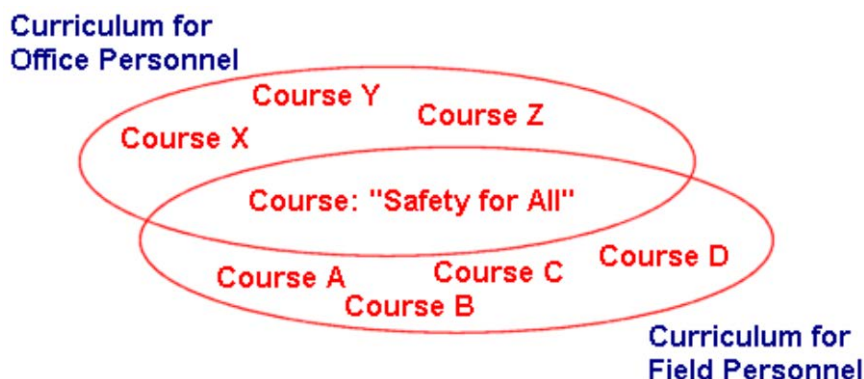 Curriculum for
Office Personnel
Course Y
Course Z
Course X
Course: "Safety for All"
Course D
Course C
Course A
Course B
Curriculum for
Field Personnel